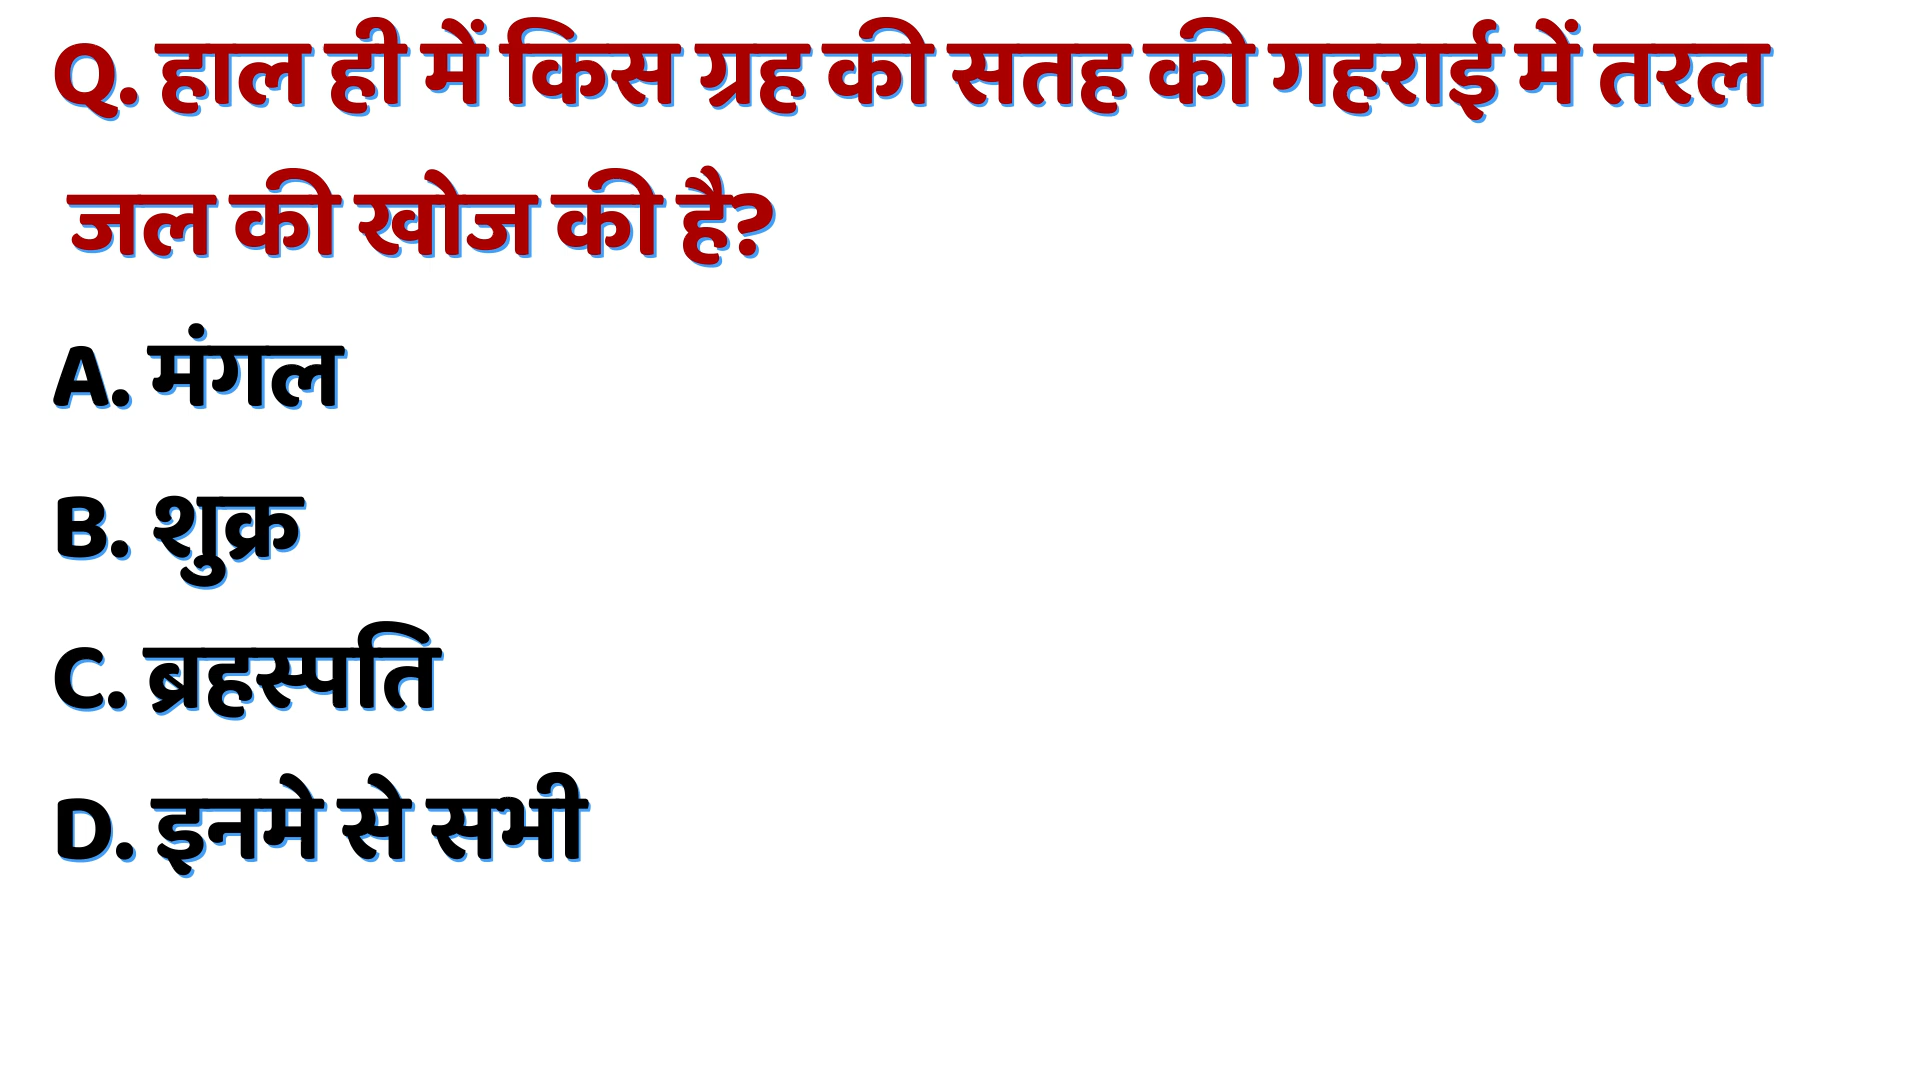 Q. हाल ही में किस ग्रह की सतह की गहराई में तरल
जल की खोज की है?
A. मंगल
B. शुक्र
C. ब्रहस्पति
D. इनमे से सभी